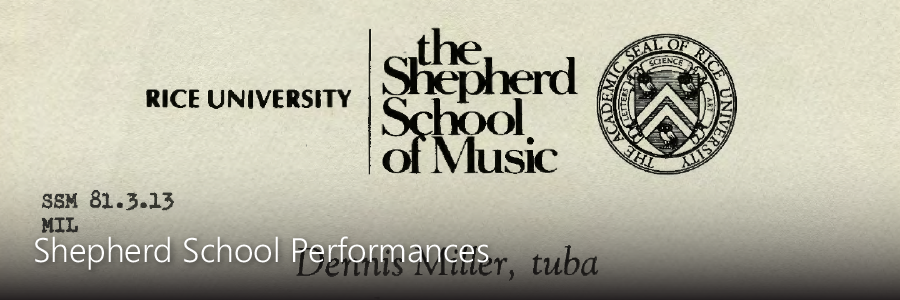 RICE UNIVERSITY
the
Shepherd
School
of Music
THE ACADEMIC SEAL OF RICE UNIVERSITY
LETTERS SCIENCE ART
SSM 81.3.13
MIL
Shepherd School Performances
Dennis Miller, tuba